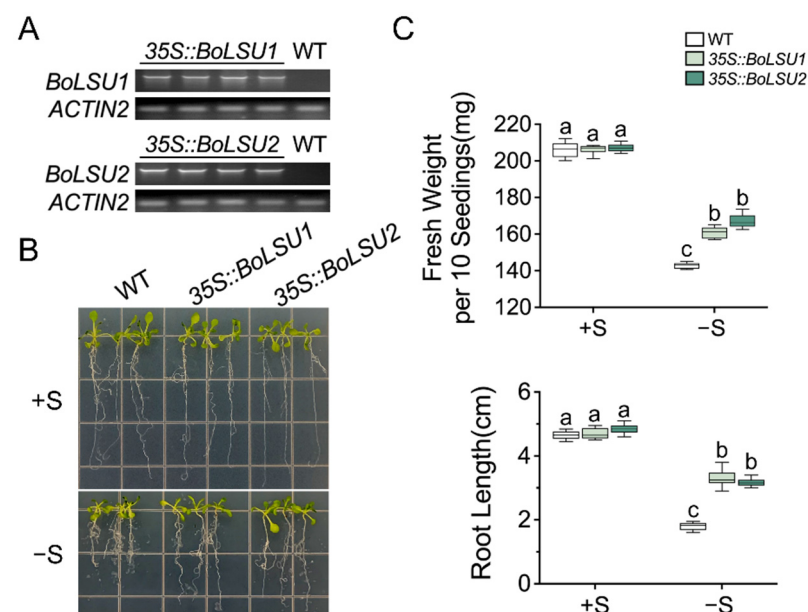 A
35S::BoLSU1 WT
BoLSU1
ACTIN2
35S::BoLSU2 WT
BoLSU2
ACTIN2
B
WT 35S::BoLSU1 35S::BoLSU2
+S
−S
C
WT
35S::BoLSU1
35S::BoLSU2
Fresh Weight
per 10 Seedings(mg)
220
200
180
160
140
120
a a a
c b b
+S −S
Root Length(cm)
6
4
2
0
a a a
c b b
+S −S